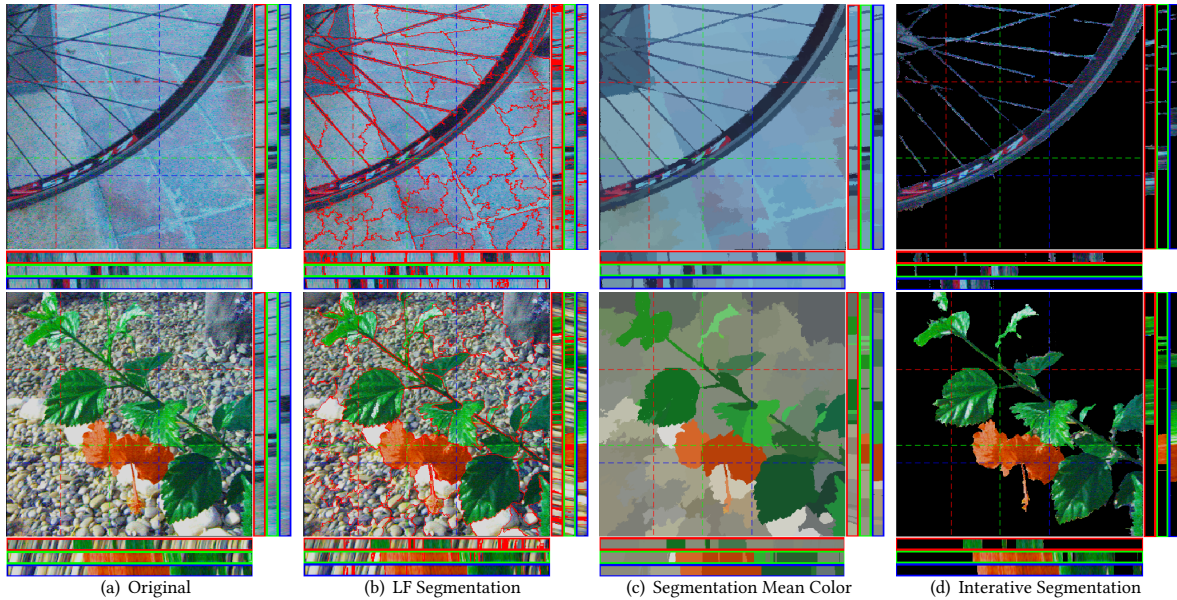 (a) Original
(b) LF Segmentation
(c) Segmentation Mean Color
(d) Interative Segmentation